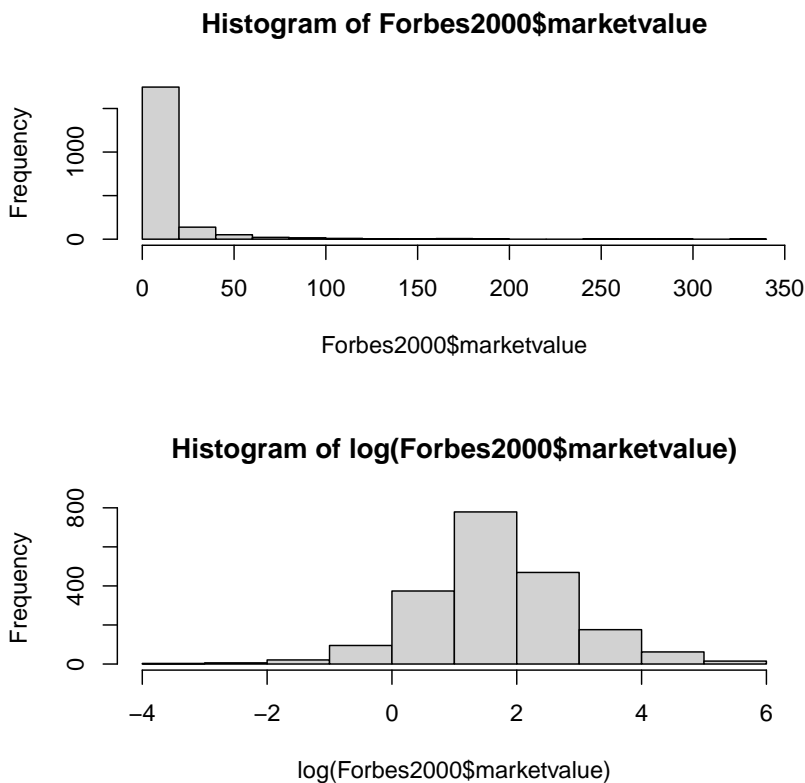 Histogram of Forbes2000$marketvalue
Frequency
1000
0
0 50 100 150 200 250 300 350
Forbes2000$marketvalue
Histogram of log(Forbes2000$marketvalue)
Frequency
800
400
0
−4 −2 0 2 4 6
log(Forbes2000$marketvalue)